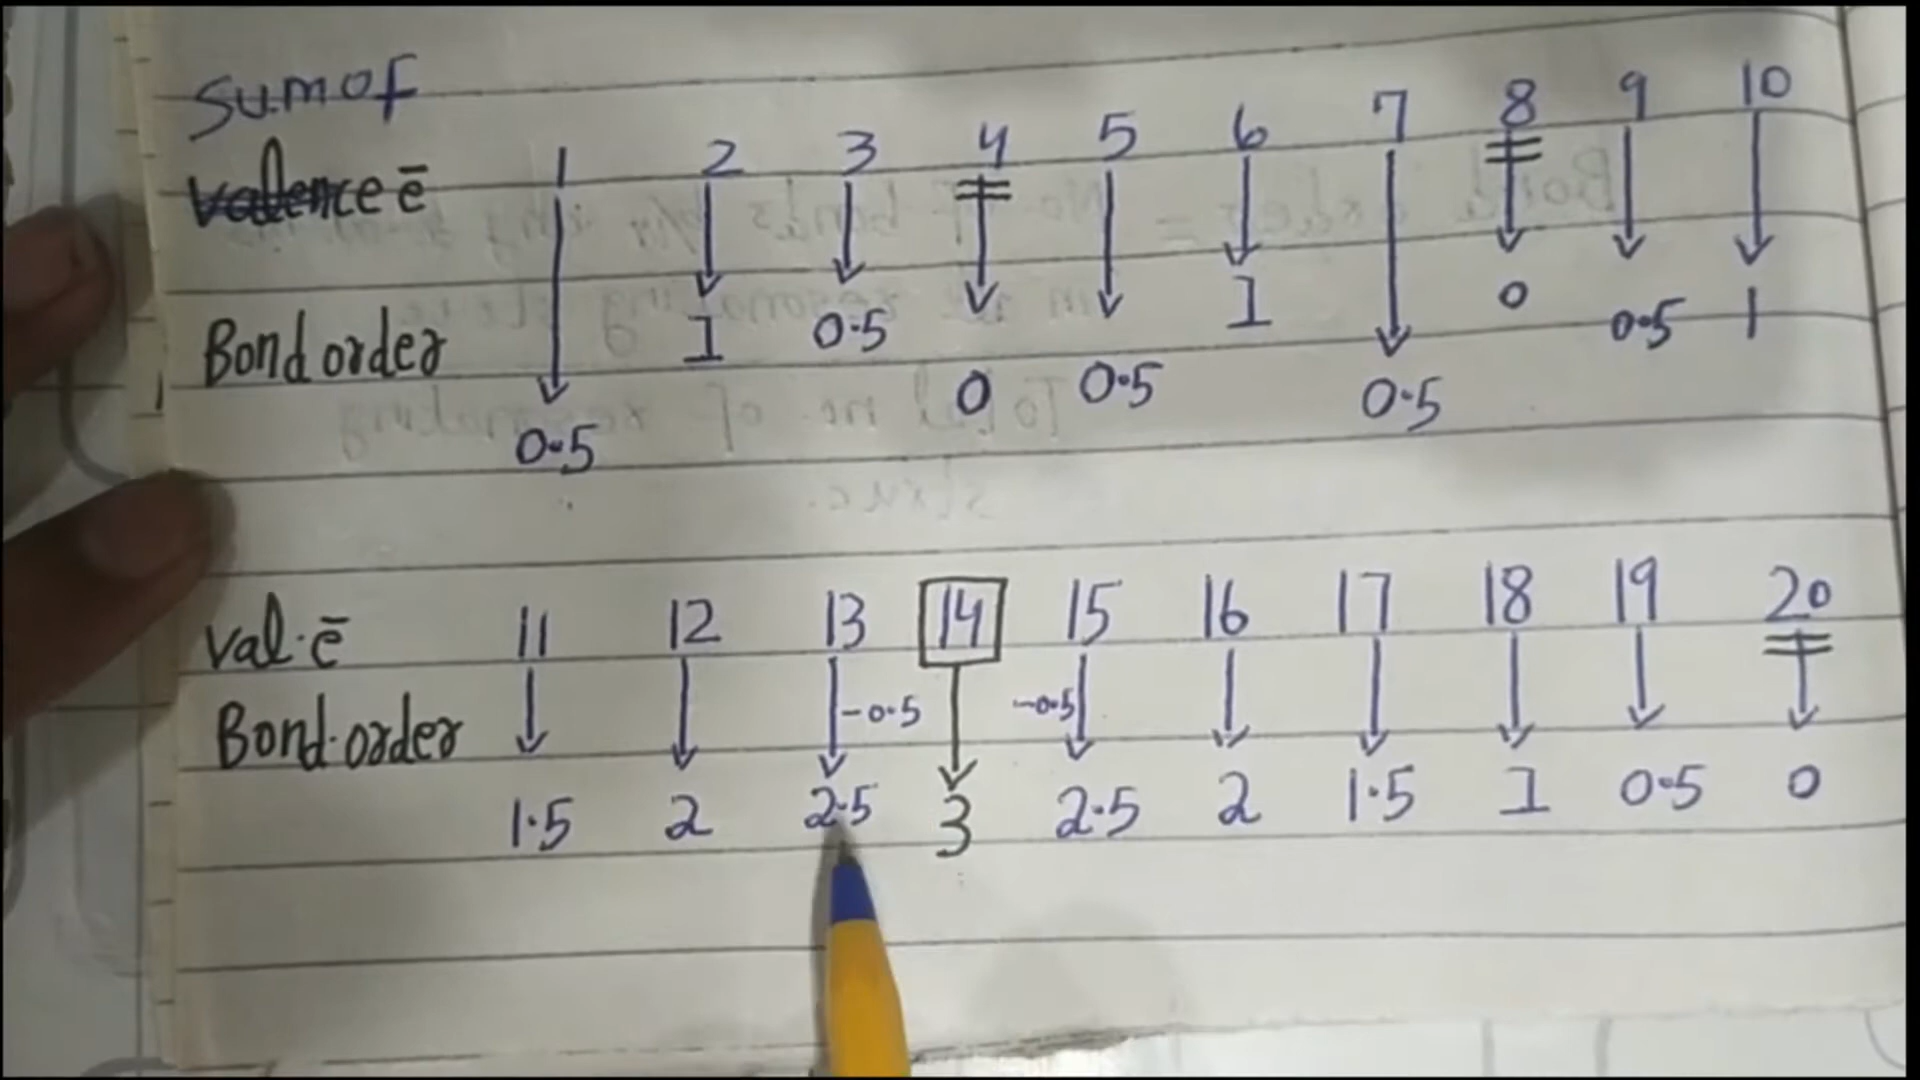 Sum of
valence ē 1 2 3 4 5 6 7 8 9 10
Bond order 0.5 1 0.5 0 0.5 1 0.5 0 0.5 1
val. ē 11 12 13 14 15 16 17 18 19 20
-0.5 -0.5
Bond order 1.5 2 2.5 3 2.5 2 1.5 1 0.5 0